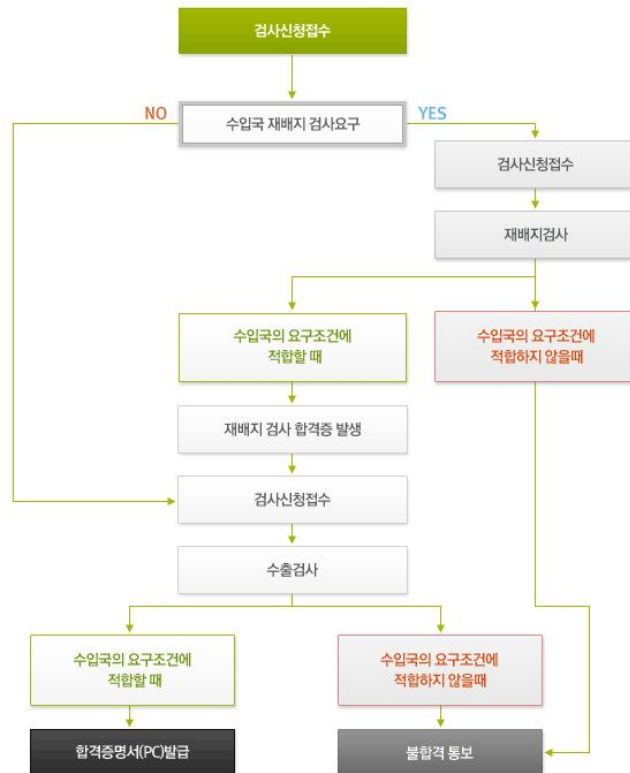 검사신청접수
NO
수입국 재배지 검사요구
YES
검사신청접수
재배지검사
수입국의 요구조건에
적합할 때
수입국의 요구조건에
적합하지 않을때
재배지 검사 합격증 발생
검사신청접수
수출검사
수입국의 요구조건에
적합할 때
수입국의 요구조건에
적합하지 않을때
합격증명서(PC)발급
불합격 통보